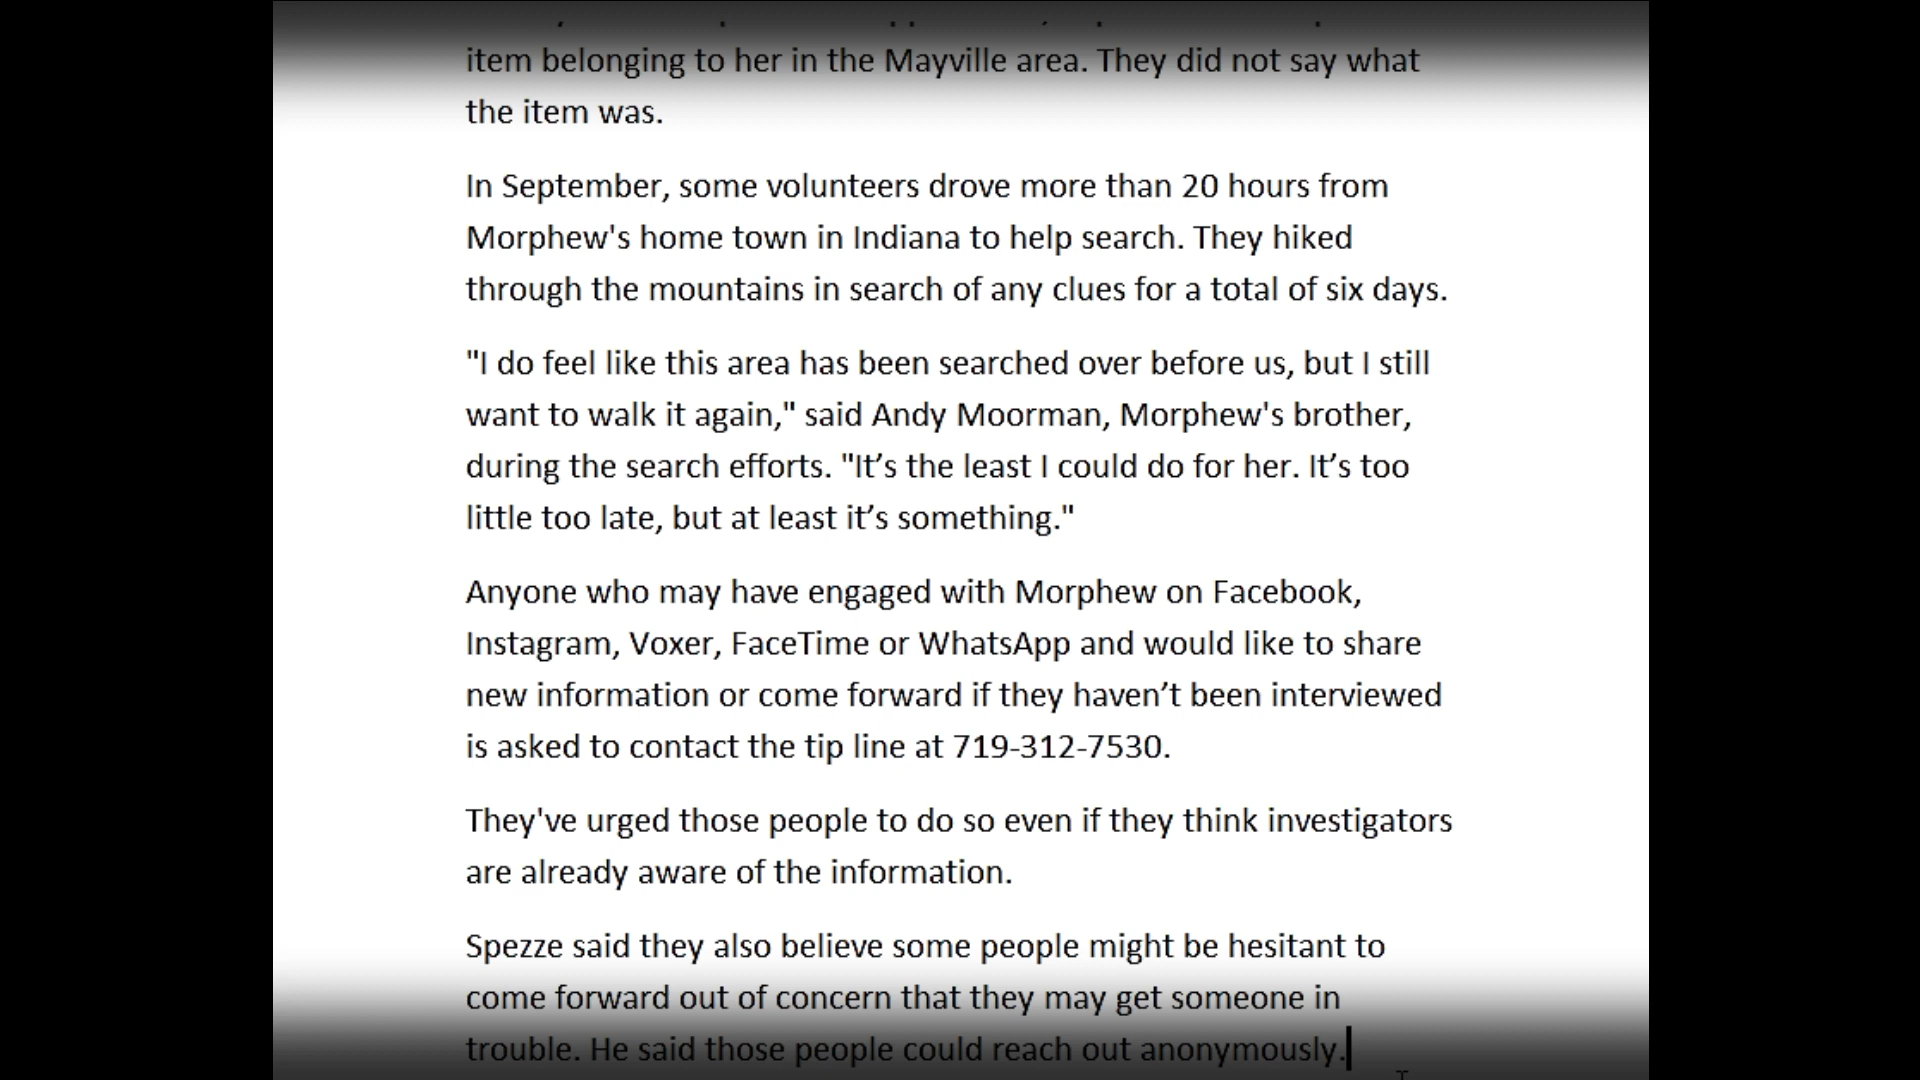 item belonging to her in the Mayville area. They did not say what
the item was.
In September, some volunteers drove more than 20 hours from
Morphew's home town in Indiana to help search. They hiked
through the mountains in search of any clues for a total of six days.
"I do feel like this area has been searched over before us, but I still
want to walk it again," said Andy Moorman, Morphew's brother,
during the search efforts. "It’s the least I could do for her. It’s too
little too late, but at least it’s something."
Anyone who may have engaged with Morphew on Facebook,
Instagram, Voxer, FaceTime or WhatsApp and would like to share
new information or come forward if they haven’t been interviewed
is asked to contact the tip line at 719-312-7530.
They've urged those people to do so even if they think investigators
are already aware of the information.
Spezze said they also believe some people might be hesitant to
come forward out of concern that they may get someone in
trouble. He said those people could reach out anonymously.